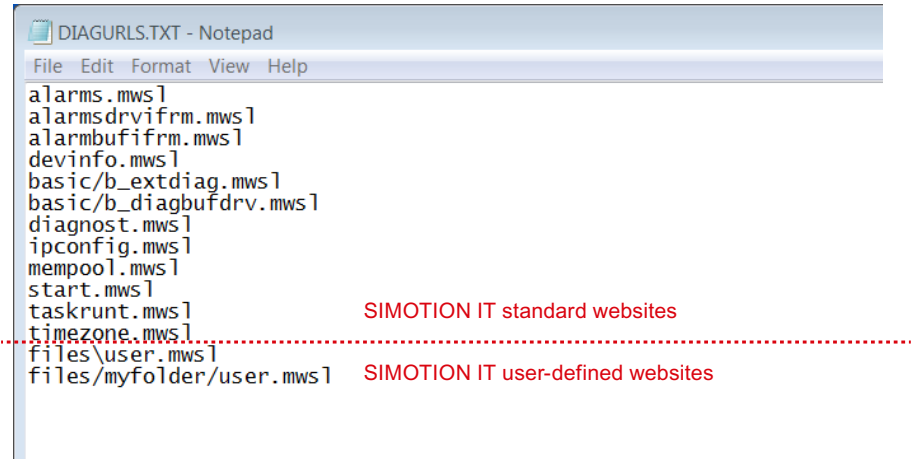 DIAGURLS.TXT - Notepad
File Edit Format View Help
alarms.mwsl
alarmsdrvifrm.mwsl
alarmbufifrm.mwsl
devinfo.mwsl
basic/b_extdiag.mwsl
basic/b_diagbufdrv.mwsl
diagnost.mwsl
ipconfig.mwsl
mempool.mwsl
start.mwsl
taskrunt.mwsl SIMOTION IT standard websites
timezone.mwsl
files\user.mwsl
files/myfolder/user.mwsl SIMOTION IT user-defined websites